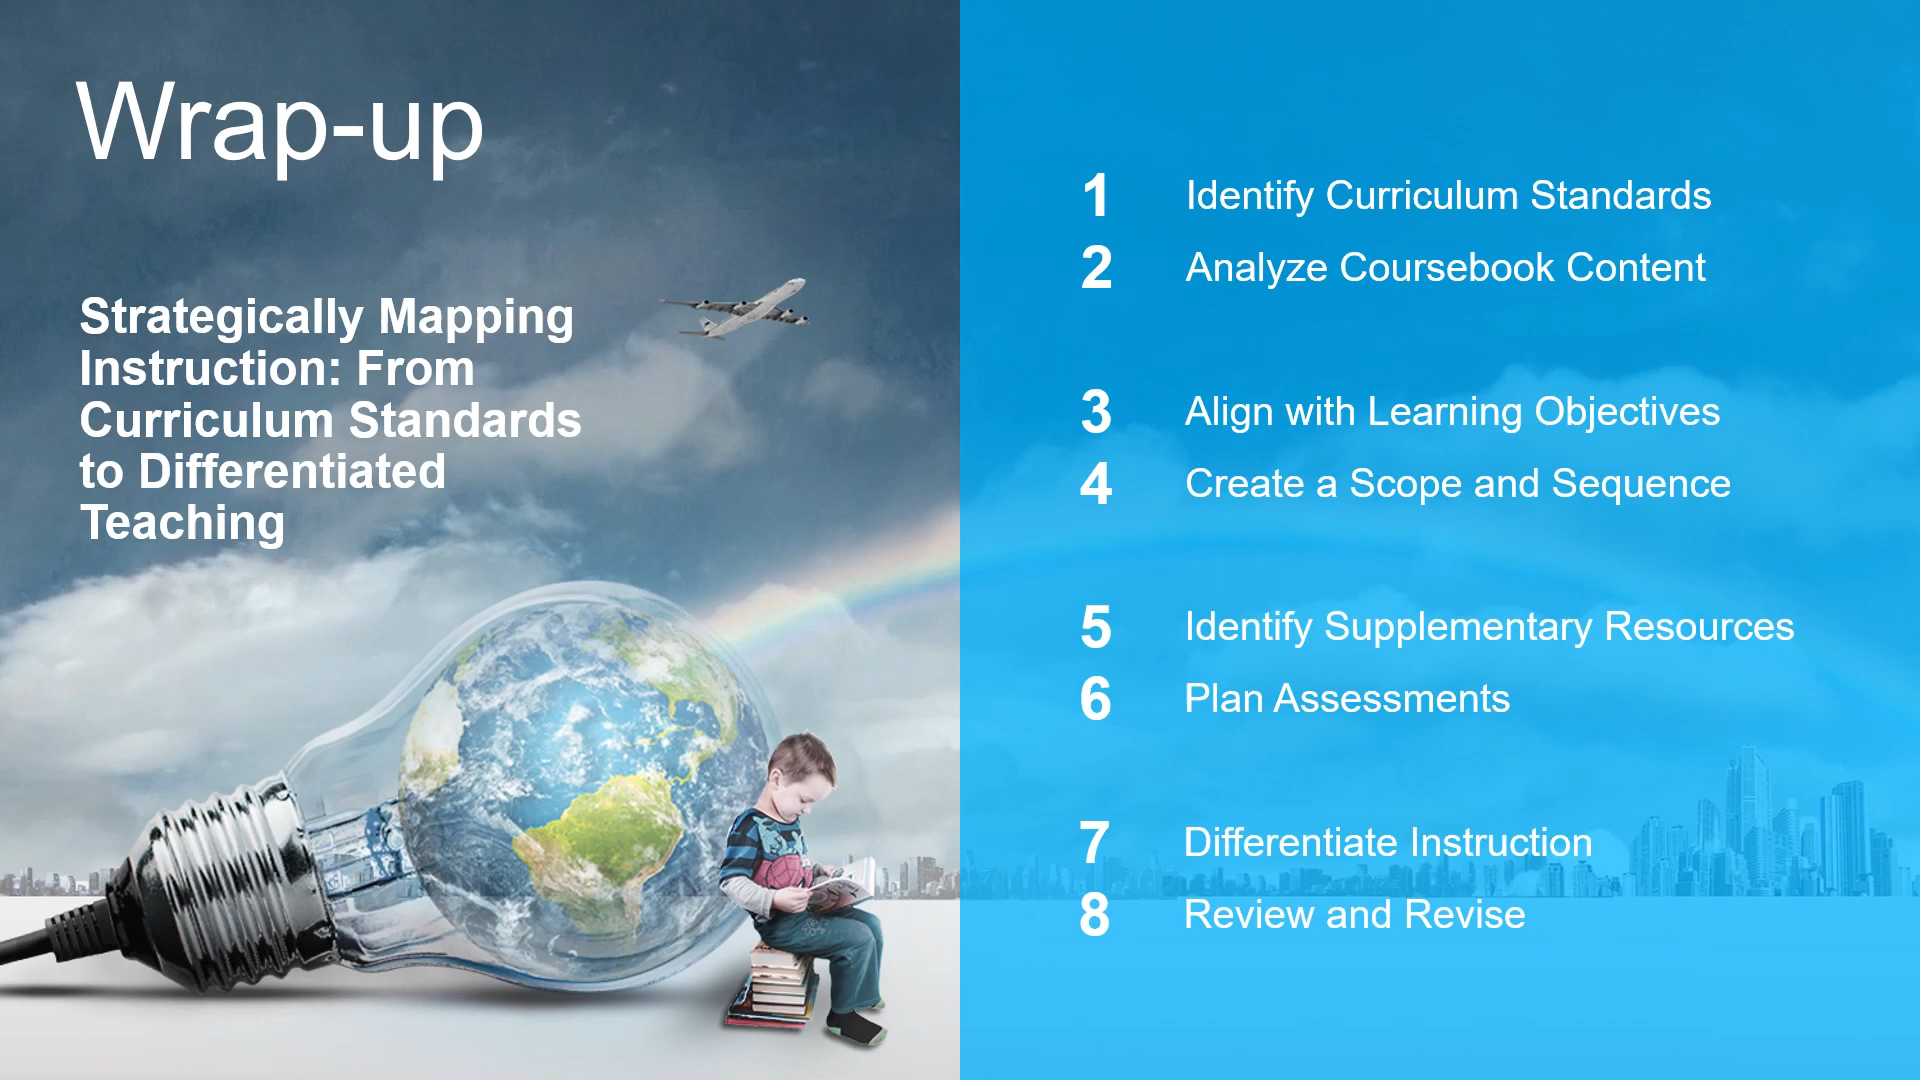 Wrap-up
Strategically Mapping
Instruction: From
Curriculum Standards
to Differentiated
Teaching
1 Identify Curriculum Standards
2 Analyze Coursebook Content
3 Align with Learning Objectives
4 Create a Scope and Sequence
5 Identify Supplementary Resources
6 Plan Assessments
7 Differentiate Instruction
8 Review and Revise